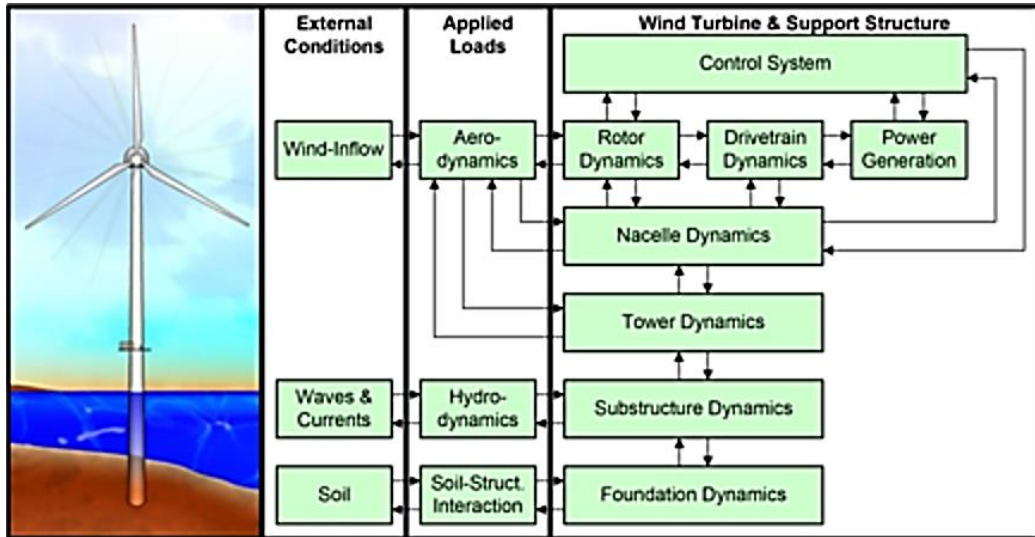 External
Conditions
Applied
Loads
Wind Turbine & Support Structure
Control System
Wind-Inflow
Aero-
dynamics
Rotor
Dynamics
Drivetrain
Dynamics
Power
Generation
Nacelle Dynamics
Tower Dynamics
Waves &
Currents
Hydro-
dynamics
Substructure Dynamics
Soil
Soil-Struct.
Interaction
Foundation Dynamics